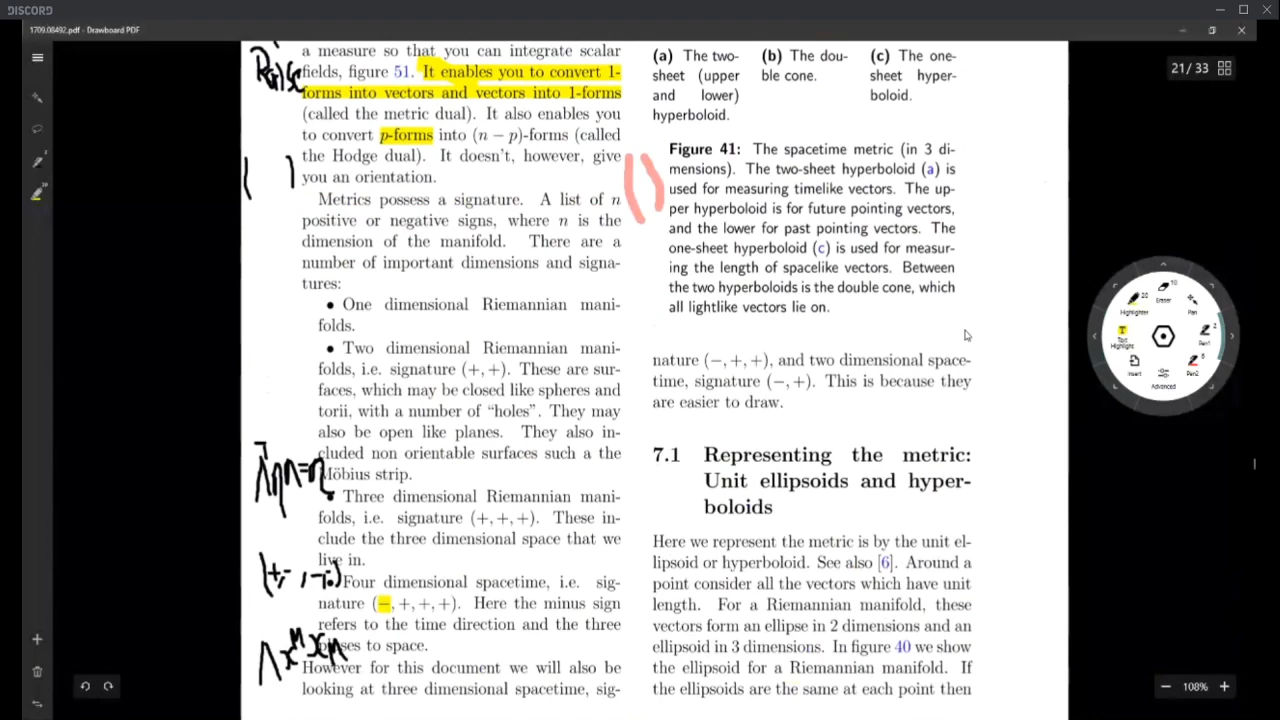 DISCORD
1709.08492.pdf - Drawboard PDF
21 / 33
a measure so that you can integrate scalar
fields, figure 51. It enables you to convert 1-
forms into vectors and vectors into 1-forms
(called the metric dual). It also enables you
to convert p-forms into (n − p)-forms (called
the Hodge dual). It doesn't, however, give
you an orientation.
Metrics possess a signature. A list of n
positive or negative signs, where n is the
dimension of the manifold. There are a
number of important dimensions and signa-
tures:
• One dimensional Riemannian mani-
folds.
• Two dimensional Riemannian mani-
folds, i.e. signature (+, +). These are sur-
faces, which may be closed like spheres and
torii, with a number of “holes”. They may
also be open like planes. They also in-
cluded non orientable surfaces such a the
Möbius strip.
• Three dimensional Riemannian mani-
folds, i.e. signature (+, +, +). These in-
clude the three dimensional space that we
live in.
Four dimensional spacetime, i.e. sig-
nature (−, +, +, +). Here the minus sign
refers to the time direction and the three
to space.
However for this document we will also be
looking at three dimensional spacetime, sig-
(a) The two-
sheet (upper
and lower)
hyperboloid.
(b) The dou-
ble cone.
(c) The one-
sheet hyper-
boloid.
Figure 41: The spacetime metric (in 3 di-
mensions). The two-sheet hyperboloid (a) is
used for measuring timelike vectors. The up-
per hyperboloid is for future pointing vectors,
and the lower for past pointing vectors. The
one-sheet hyperboloid (c) is used for measur-
ing the length of spacelike vectors. Between
the two hyperboloids is the double cone, which
all lightlike vectors lie on.
nature (−, +, +), and two dimensional space-
time, signature (−, +). This is because they
are easier to draw.
7.1 Representing the metric:
Unit ellipsoids and hyper-
boloids
Here we represent the metric is by the unit el-
lipsoid or hyperboloid. See also [6]. Around a
point consider all the vectors which have unit
length. For a Riemannian manifold, these
vectors form an ellipse in 2 dimensions and an
ellipsoid in 3 dimensions. In figure 40 we show
the ellipsoid for a Riemannian manifold. If
the ellipsoids are the same at each point then
Highlighter
20
Eraser
10
Pan
Text
Highlight
Pen1
2
Insert
Advanced
Pen2
6
108%